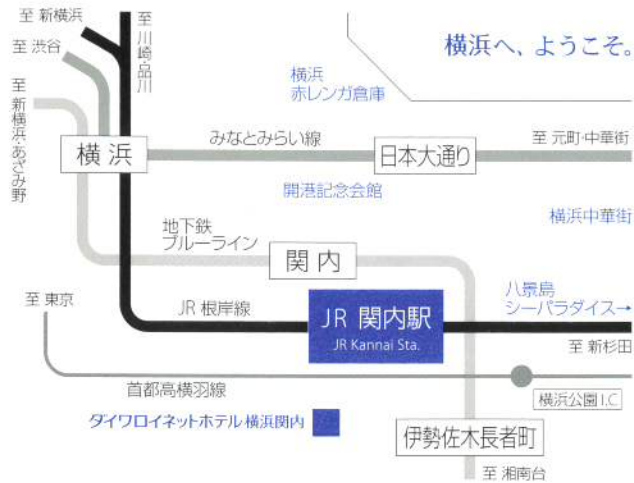 至 新横浜
至 渋谷
至 川崎・品川
至 新横浜・あざみ野
横浜へ、ようこそ。
横浜
赤レンガ倉庫
横 浜
みなとみらい線
日本大通り
至 元町・中華街
開港記念会館
横浜中華街
地下鉄
ブルーライン
関 内
八景島
シーパラダイス→
至 東京
JR 根岸線
JR 関内駅
JR Kannai Sta.
至 新杉田
首都高横羽線
横浜公園 I.C
ダイワロイネットホテル横浜関内
伊勢佐木長者町
至 湘南台